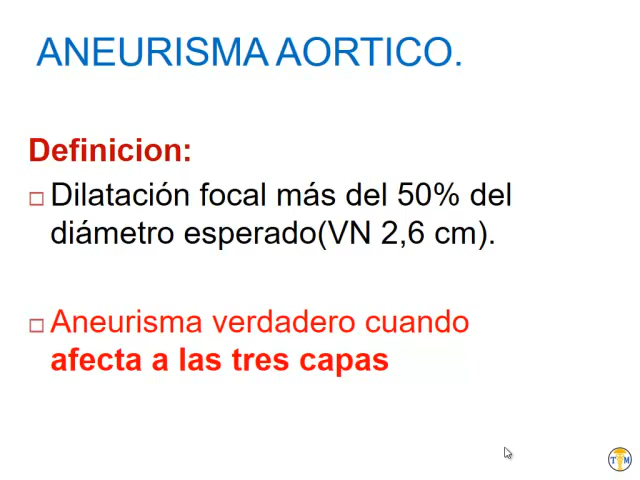 ANEURISMA AORTICO.
Definicion:
Dilatación focal más del 50% del
diámetro esperado(VN 2,6 cm).
Aneurisma verdadero cuando
afecta a las tres capas
T M